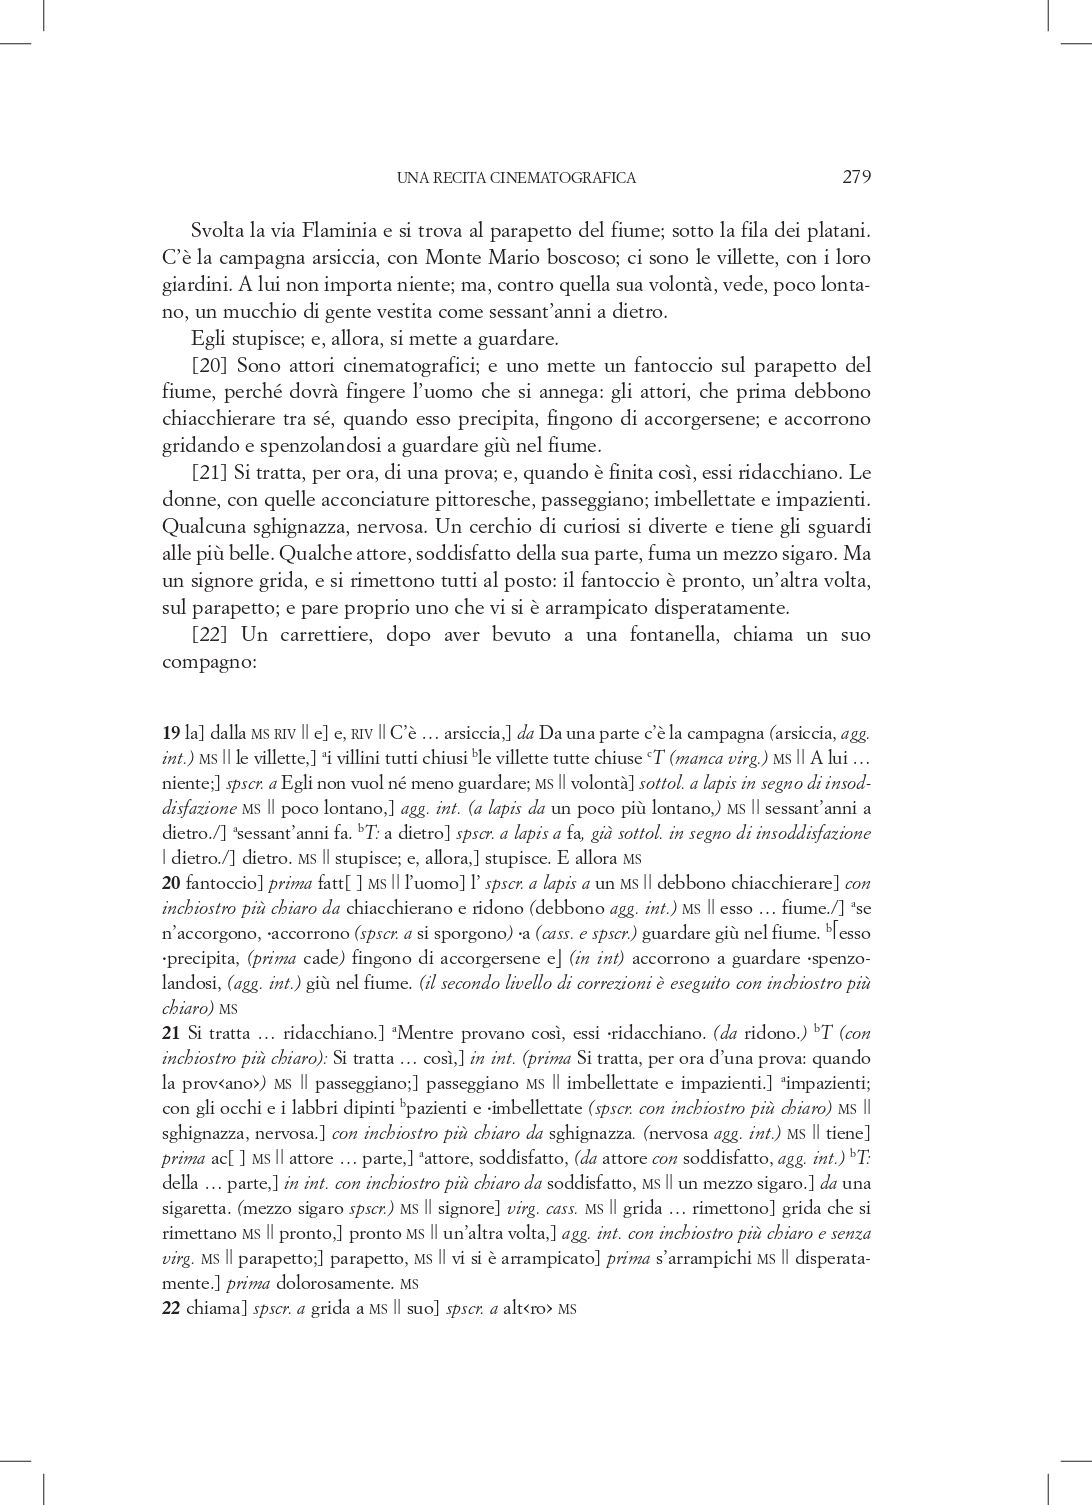 UNA RECITA CINEMATOGRAFICA 279
Svolta la via Flaminia e si trova al parapetto del fiume; sotto la fila dei platani.
C’è la campagna arsiccia, con Monte Mario boscoso; ci sono le villette, con i loro
giardini. A lui non importa niente; ma, contro quella sua volontà, vede, poco lonta-
no, un mucchio di gente vestita come sessant’anni a dietro.
Egli stupisce; e, allora, si mette a guardare.
[20] Sono attori cinematografici; e uno mette un fantoccio sul parapetto del
fiume, perché dovrà fingere l’uomo che si annega: gli attori, che prima debbono
chiacchierare tra sé, quando esso precipita, fingono di accorgersene; e accorrono
gridando e spenzolandosi a guardare giù nel fiume.
[21] Si tratta, per ora, di una prova; e, quando è finita così, essi ridacchiano. Le
donne, con quelle acconciature pittoresche, passeggiano; imbellettate e impazienti.
Qualcuna sghignazza, nervosa. Un cerchio di curiosi si diverte e tiene gli sguardi
alle più belle. Qualche attore, soddisfatto della sua parte, fuma un mezzo sigaro. Ma
un signore grida, e si rimettono tutti al posto: il fantoccio è pronto, un’altra volta,
sul parapetto; e pare proprio uno che vi si è arrampicato disperatamente.
[22] Un carrettiere, dopo aver bevuto a una fontanella, chiama un suo
compagno:
19 la] dalla MS RIV || e] e, RIV || C’è … arsiccia,] da Da una parte c’è la campagna (arsiccia, agg.
int.) MS || le villette,] ᵃi villini tutti chiusi ᵇle villette tutte chiuse ᶜT (manca virg.) MS || A lui …
niente;] spscr. a Egli non vuol né meno guardare; MS || volontà] sottol. a lapis in segno di insod-
disfazione MS || poco lontano,] agg. int. (a lapis da un poco più lontano,) MS || sessant’anni a
dietro./] ᵃsessant’anni fa. ᵇT: a dietro] spscr. a lapis a fa, già sottol. in segno di insoddisfazione
| dietro./] dietro. MS || stupisce; e, allora,] stupisce. E allora MS
20 fantoccio] prima fatt[ ] MS || l’uomo] l’ spscr. a lapis a un MS || debbono chiacchierare] con
inchiostro più chiaro da chiacchierano e ridono (debbono agg. int.) MS || esso … fiume./] ᵃse
n’accorgono, ·accorrono (spscr. a si sporgono) ·a (cass. e spscr.) guardare giù nel fiume. ᵇ⌈esso
·precipita, (prima cade) fingono di accorgersene e⌋ (in int) accorrono a guardare ·spenzo-
landosi, (agg. int.) giù nel fiume. (il secondo livello di correzioni è eseguito con inchiostro più
chiaro) MS
21 Si tratta … ridacchiano.] ᵃMentre provano così, essi ·ridacchiano. (da ridono.) ᵇT (con
inchiostro più chiaro): Si tratta … così,] in int. (prima Si tratta, per ora d’una prova: quando
la prov‹ano›) MS || passeggiano;] passeggiano MS || imbellettate e impazienti.] ᵃimpazienti;
con gli occhi e i labbri dipinti ᵇpazienti e ·imbellettate (spscr. con inchiostro più chiaro) MS ||
sghignazza, nervosa.] con inchiostro più chiaro da sghignazza. (nervosa agg. int.) MS || tiene]
prima ac[ ] MS || attore … parte,] ᵃattore, soddisfatto, (da attore con soddisfatto, agg. int.) ᵇT:
della … parte,] in int. con inchiostro più chiaro da soddisfatto, MS || un mezzo sigaro.] da una
sigaretta. (mezzo sigaro spscr.) MS || signore] virg. cass. MS || grida … rimettono] grida che si
rimettano MS || pronto,] pronto MS || un’altra volta,] agg. int. con inchiostro più chiaro e senza
virg. MS || parapetto;] parapetto, MS || vi si è arrampicato] prima s’arrampichi MS || disperata-
mente.] prima dolorosamente. MS
22 chiama] spscr. a grida a MS || suo] spscr. a alt‹ro› MS